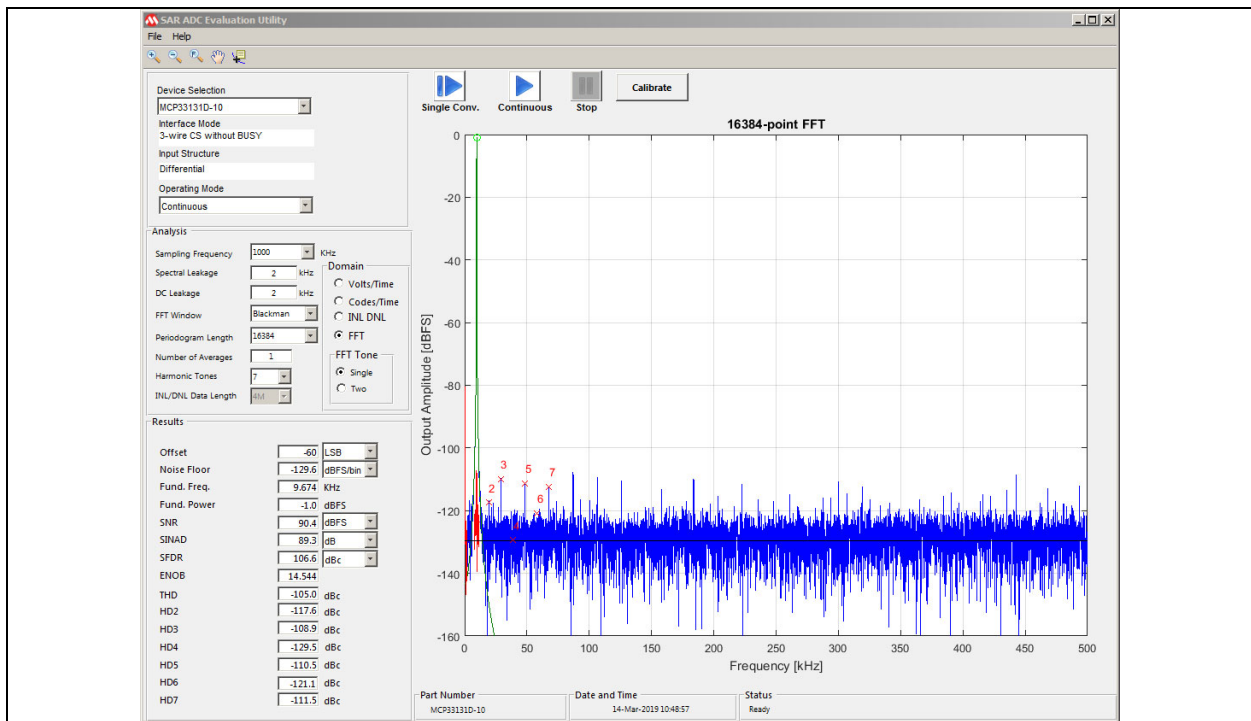 SAR ADC Evaluation Utility
File Help
Device Selection
MCP33131D-10
Interface Mode
3-wire CS without BUSY
Input Structure
Differential
Operating Mode
Continuous
Analysis
Sampling Frequency 1000 KHz
Spectral Leakage 2 kHz
DC Leakage 2 kHz
FFT Window Blackman
Periodogram Length 16384
Number of Averages 1
Harmonic Tones 7
INL/DNL Data Length 4M
Domain
Volts/Time
Codes/Time
INL DNL
FFT
FFT Tone
Single
Two
Results
Offset -60 LSB
Noise Floor -129.6 dBFS/bin
Fund. Freq. 9.674 KHz
Fund. Power -1.0 dBFS
SNR 90.4 dBFS
SINAD 89.3 dB
SFDR 106.6 dBc
ENOB 14.544
THD -105.0 dBc
HD2 -117.6 dBc
HD3 -108.9 dBc
HD4 -129.5 dBc
HD5 -110.5 dBc
HD6 -121.1 dBc
HD7 -111.5 dBc
Single Conv. Continuous Stop Calibrate
16384-point FFT
Output Amplitude [dBFS]
0
-20
-40
-60
-80
-100
-120
-140
-160
2 3 5 6 7
0 50 100 150 200 250 300 350 400 450 500
Frequency [kHz]
Part Number
MCP33131D-10
Date and Time
14-Mar-2019 10:48:57
Status
Ready